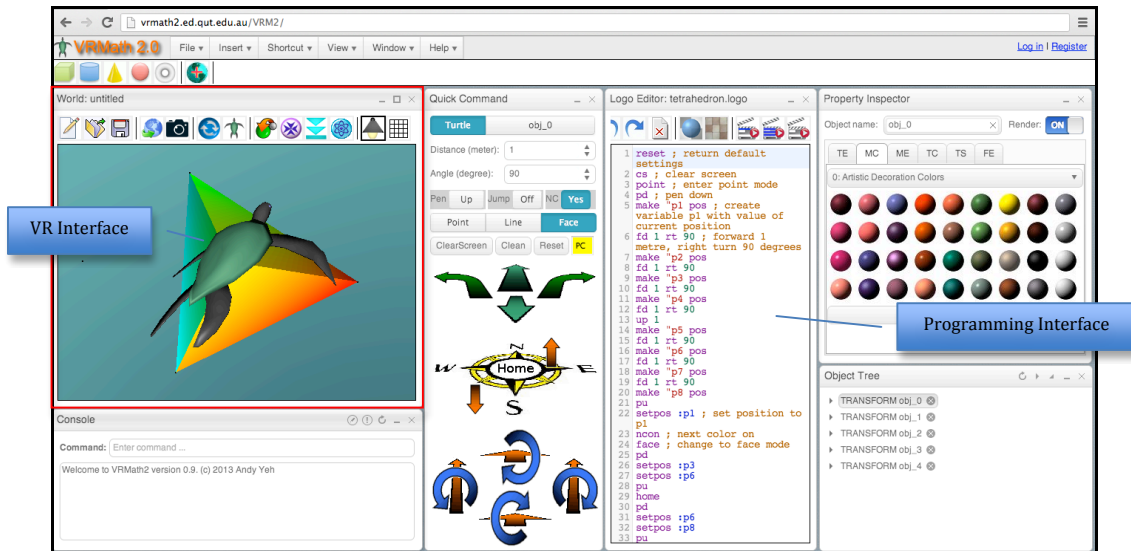 vrmath2.ed.qut.edu.au/VRM2/
VRMath 2.0 File Insert Shortcut View Window Help Log in | Register
World: untitled
VR Interface
Console
Command: Enter command ...
Welcome to VRMath2 version 0.9. (c) 2013 Andy Yeh
Quick Command
Turtle obj_0
Distance (meter): 1
Angle (degree): 90
Pen Up Jump Off NC Yes
Point Line Face
ClearScreen Clean Reset PC
N
W Home E
S
Logo Editor: tetrahedron.logo
1 reset ; return default
settings
2 cs ; clear screen
3 point ; enter point mode
4 pd ; pen down
5 make "p1 pos ; create
variable p1 with value of
current position
6 fd 1 rt 90 ; forward 1
metre, right turn 90 degrees
7 make "p2 pos
8 fd 1 rt 90
9 make "p3 pos
10 fd 1 rt 90
11 make "p4 pos
12 fd 1 rt 90
13 up 1
14 make "p5 pos
15 fd 1 rt 90
16 make "p6 pos
17 fd 1 rt 90
18 make "p7 pos
19 fd 1 rt 90
20 make "p8 pos
21 pu
22 setpos :p1 ; set position to
p1
23 ncon ; next color on
24 face ; change to face mode
25 pd
26 setpos :p3
27 setpos :p6
28 pu
29 home
30 pd
31 setpos :p6
32 setpos :p8
33 pu
Programming Interface
Property Inspector
Object name: obj_0 Render: ON
TE MC ME TC TS FE
0: Artistic Decoration Colors
Object Tree
TRANSFORM obj_0
TRANSFORM obj_1
TRANSFORM obj_2
TRANSFORM obj_3
TRANSFORM obj_4